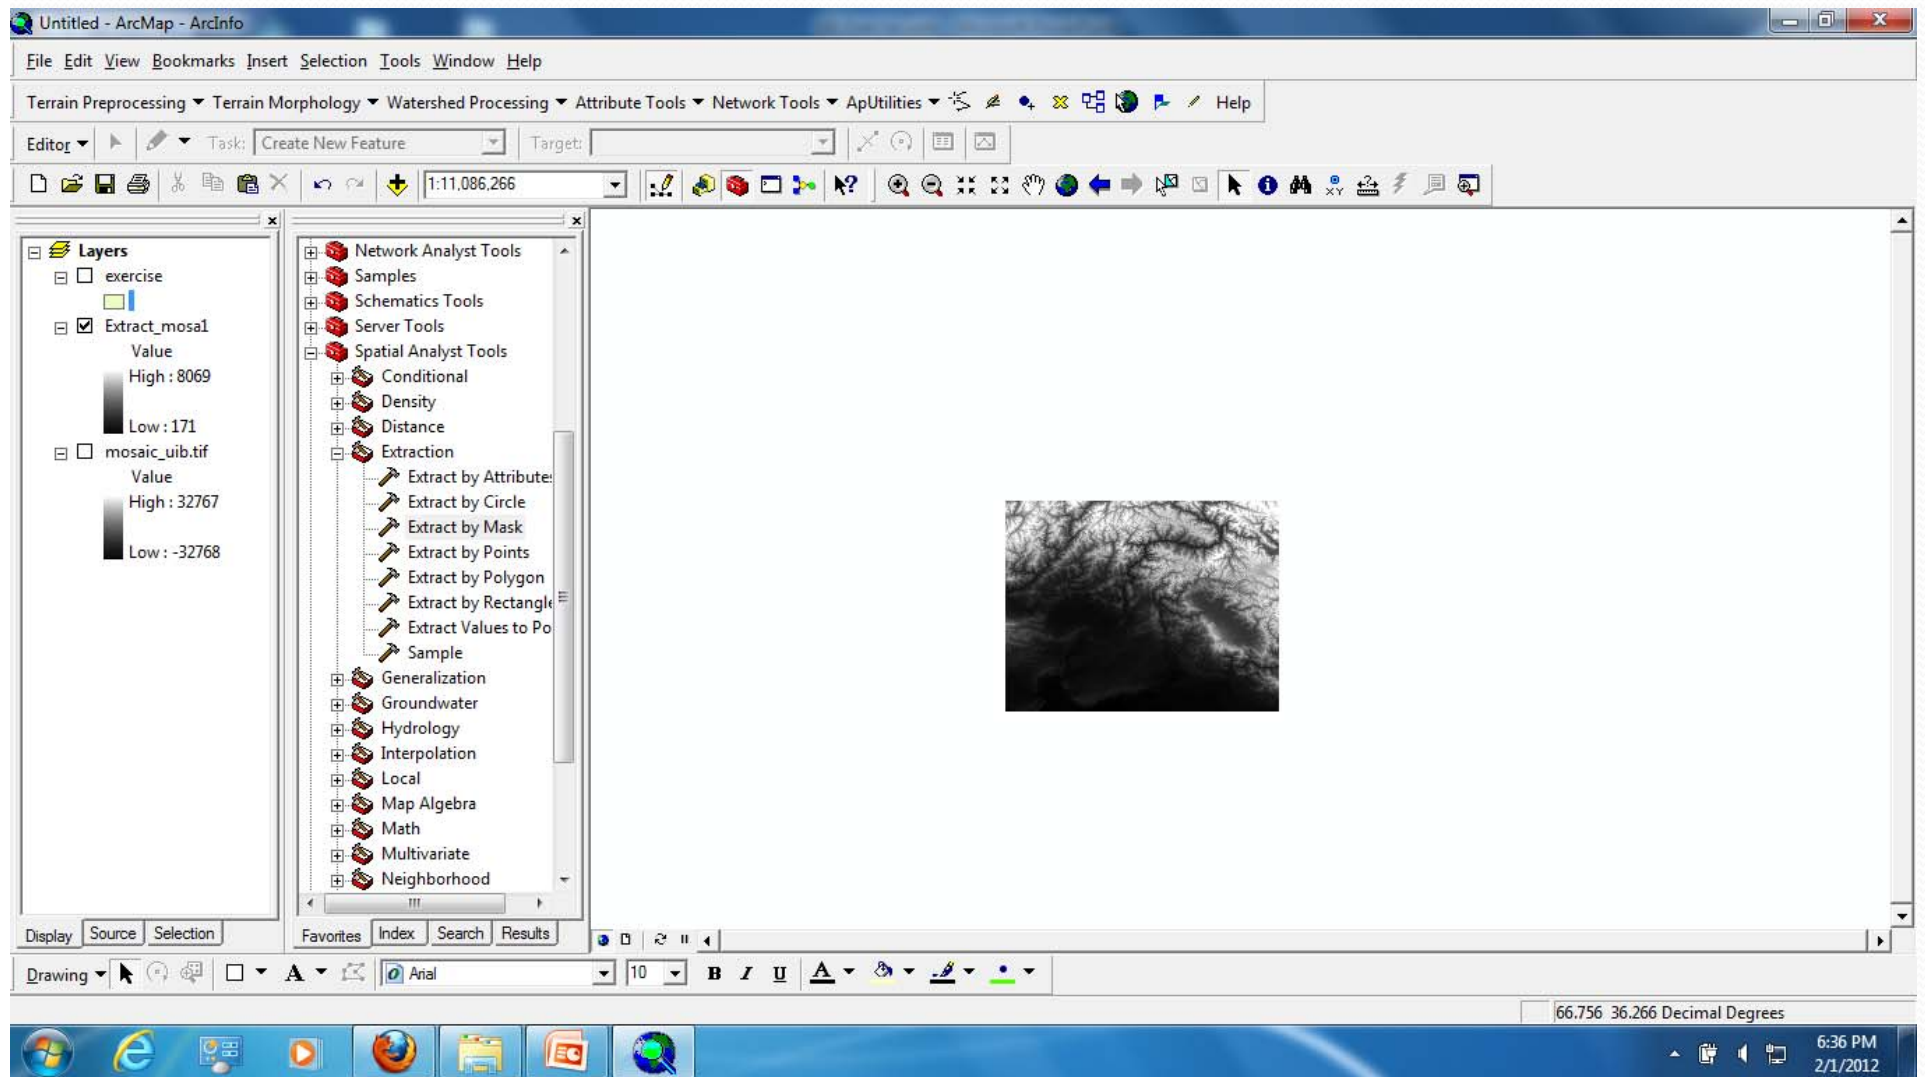 Untitled - ArcMap - ArcInfo
File Edit View Bookmarks Insert Selection Tools Window Help
Terrain Preprocessing Terrain Morphology Watershed Processing Attribute Tools Network Tools ApUtilities Help
Editor Task: Create New Feature Target:
1:11,086,266
Layers
exercise
Extract_mosa1
Value
High : 8069
Low : 171
mosaic_uib.tif
Value
High : 32767
Low : -32768
Display Source Selection
Network Analyst Tools
Samples
Schematics Tools
Server Tools
Spatial Analyst Tools
Conditional
Density
Distance
Extraction
Extract by Attributes
Extract by Circle
Extract by Mask
Extract by Points
Extract by Polygon
Extract by Rectangle
Extract Values to Po
Sample
Generalization
Groundwater
Hydrology
Interpolation
Local
Map Algebra
Math
Multivariate
Neighborhood
Favorites Index Search Results
Drawing A Arial 10 B I U A
66.756 36.266 Decimal Degrees
6:36 PM
2/1/2012